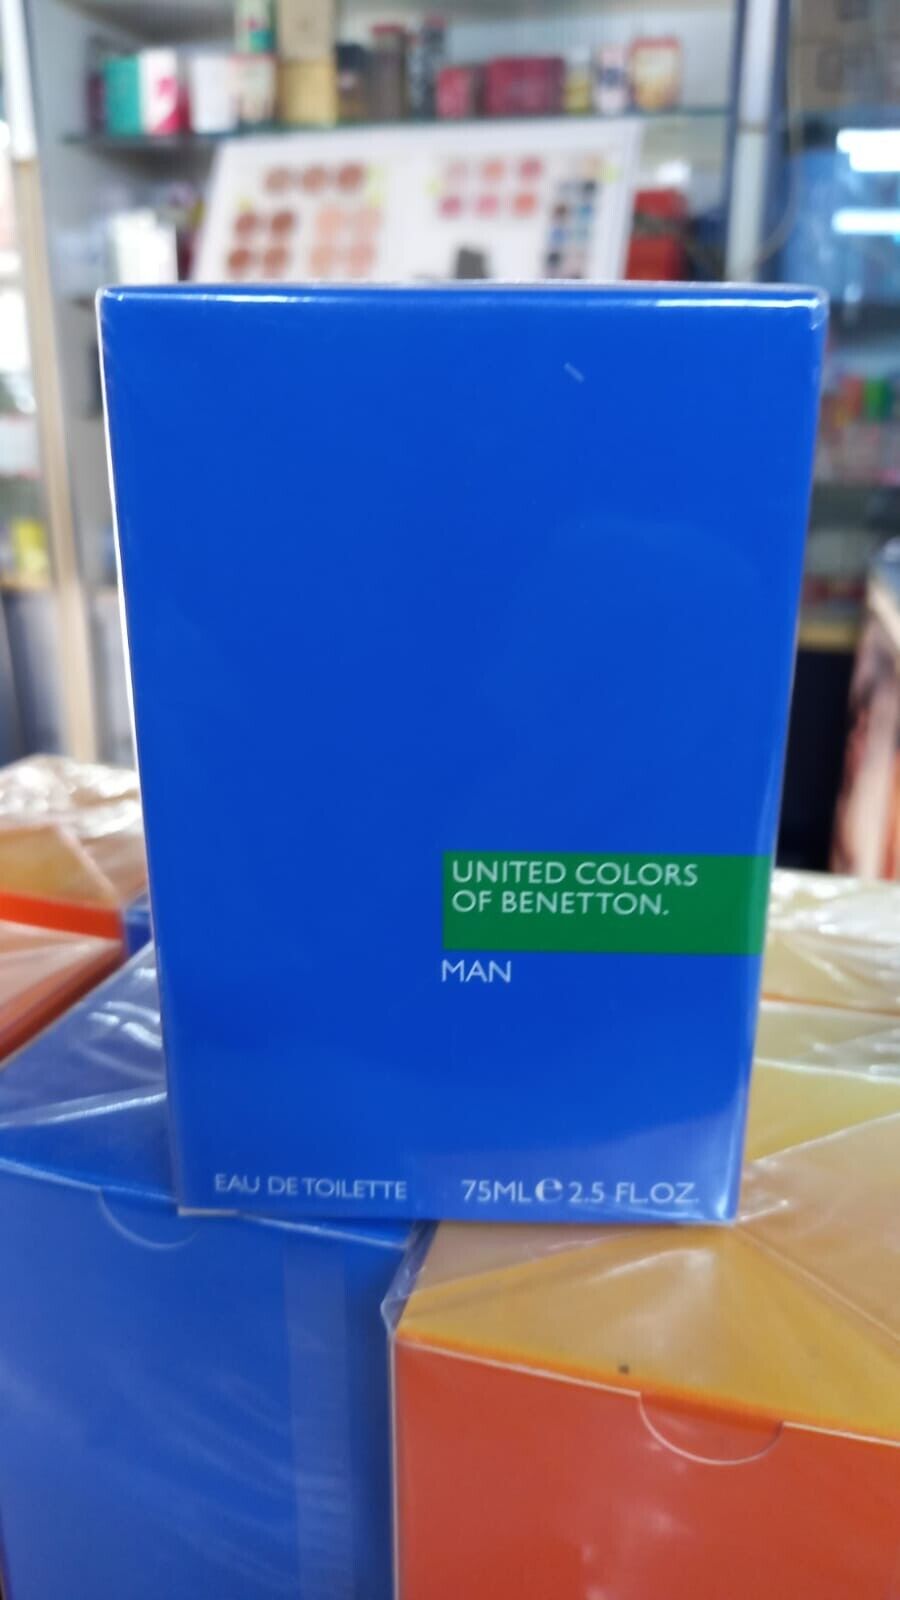 UNITED COLORS
OF BENETTON.
MAN
EAU DE TOILETTE 75ML ℮ 2.5 FL.OZ.